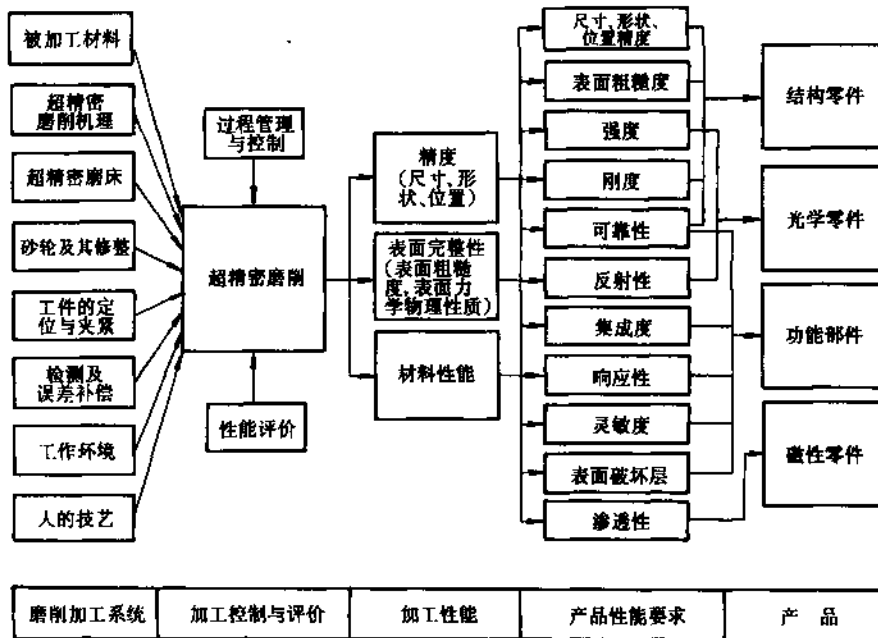 被加工材料
超精密
磨削机理
超精密磨床
砂轮及其修整
工件的定
位与夹紧
检测及
误差补偿
工作环境
人的技艺
过程管理
与控制
超精密磨削
性能评价
精度
(尺寸、形
状、位置)
表面完整性
(表面粗糙
度,表面力
学物理性质)
材料性能
尺寸、形状、
位置精度
表面粗糙度
强度
刚度
可靠性
反射性
集成度
响应性
灵敏度
表面破坏层
渗透性
结构零件
光学零件
功能部件
磁性零件
磨削加工系统
加工控制与评价
加工性能
产品性能要求
产 品